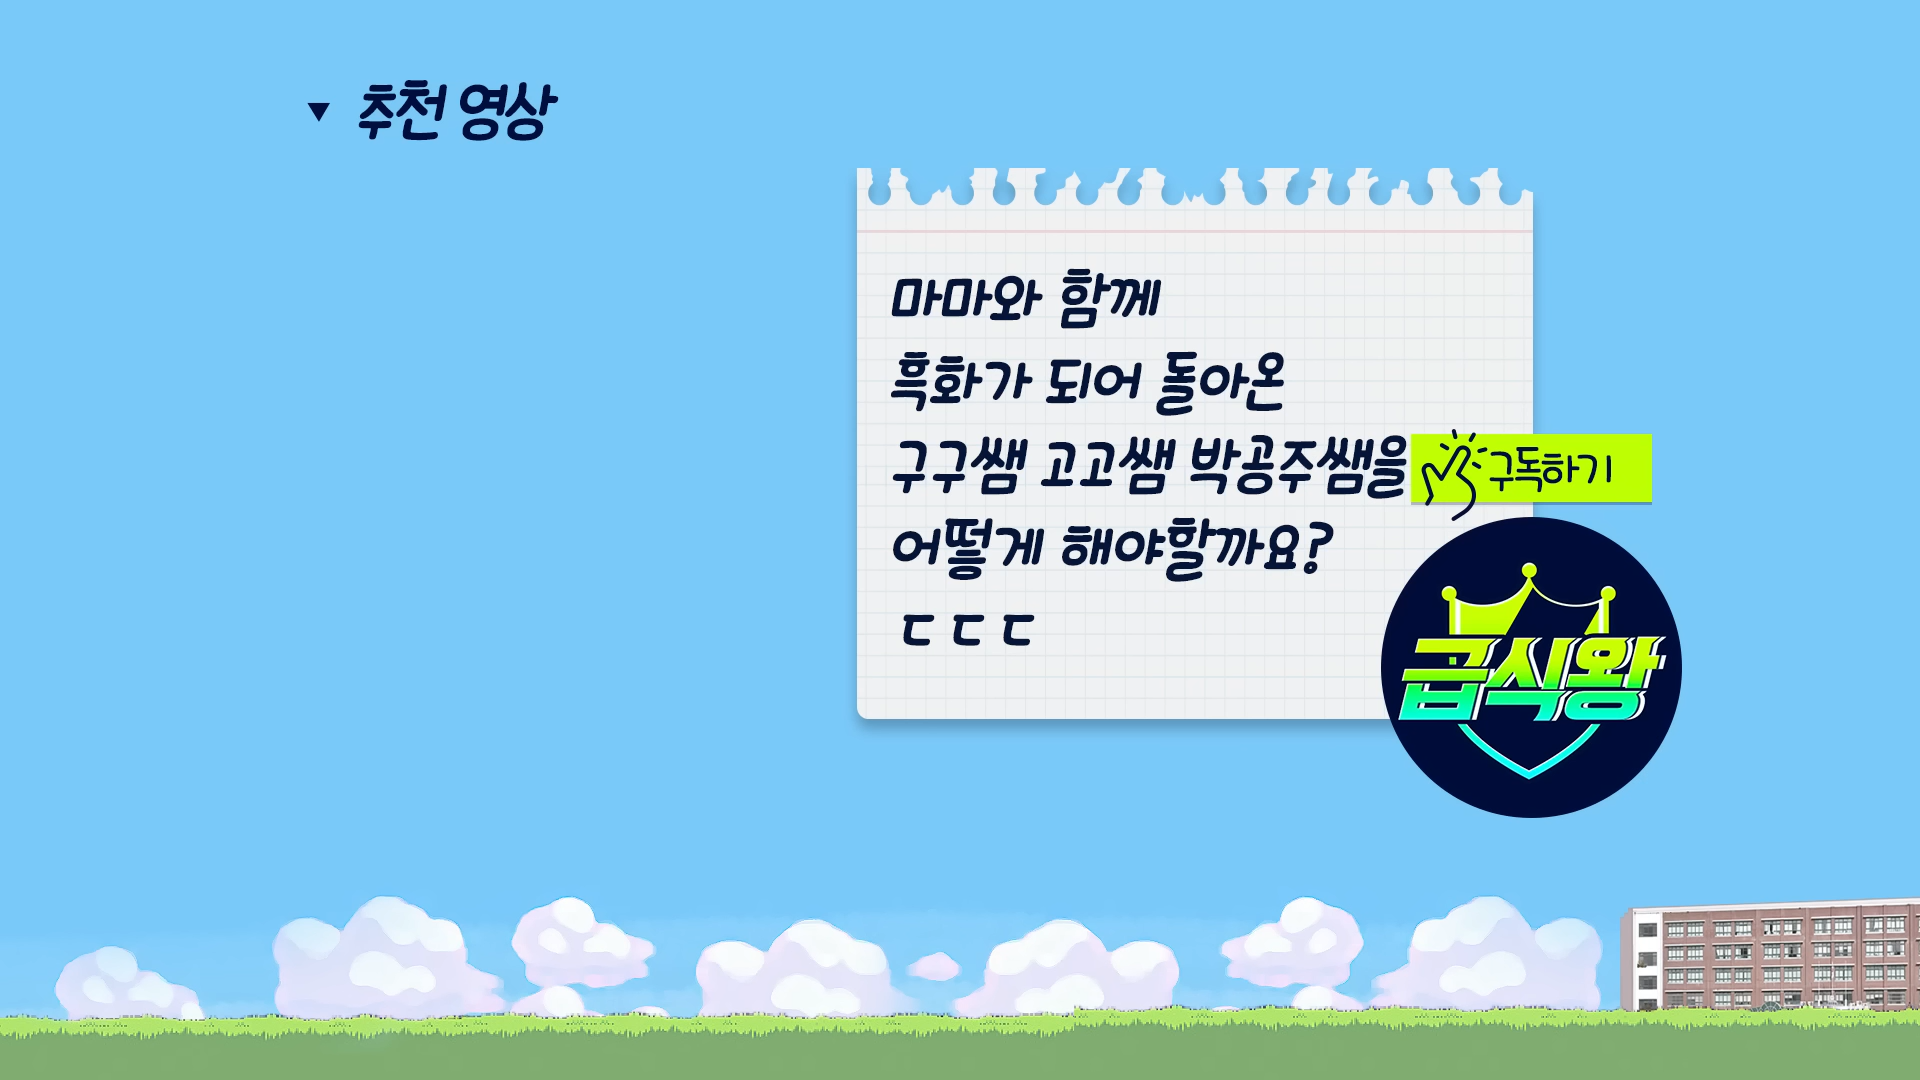 ▼ 추천 영상
마마와 함께
흑화가 되어 돌아온
구구쌤 고고쌤 박공주쌤을
어떻게 해야할까요?
ㄷㄷㄷ
구독하기
급식왕